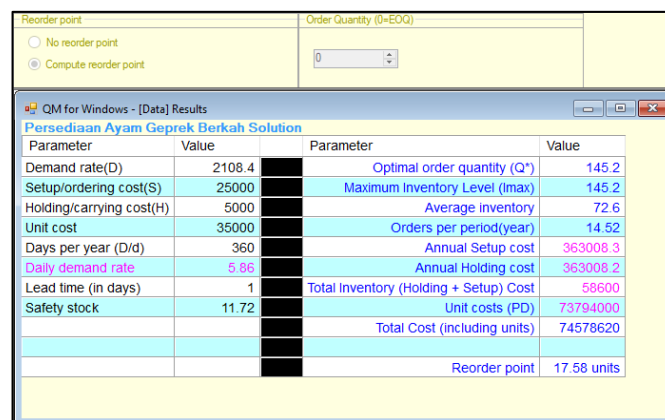 Reorder point Order Quantity (0=EOQ)
No reorder point
0
Compute reorder point
QM for Windows - [Data] Results
Persediaan Ayam Geprek Berkah Solution
Parameter Value Parameter Value
Demand rate(D) 2108.4 Optimal order quantity (Q*) 145.2
Setup/ordering cost(S) 25000 Maximum Inventory Level (Imax) 145.2
Holding/carrying cost(H) 5000 Average inventory 72.6
Unit cost 35000 Orders per period(year) 14.52
Days per year (D/d) 360 Annual Setup cost 363008.3
Daily demand rate 5.86 Annual Holding cost 363008.2
Lead time (in days) 1 Total Inventory (Holding + Setup) Cost 58600
Safety stock 11.72 Unit costs (PD) 73794000
Total Cost (including units) 74578620
Reorder point 17.58 units